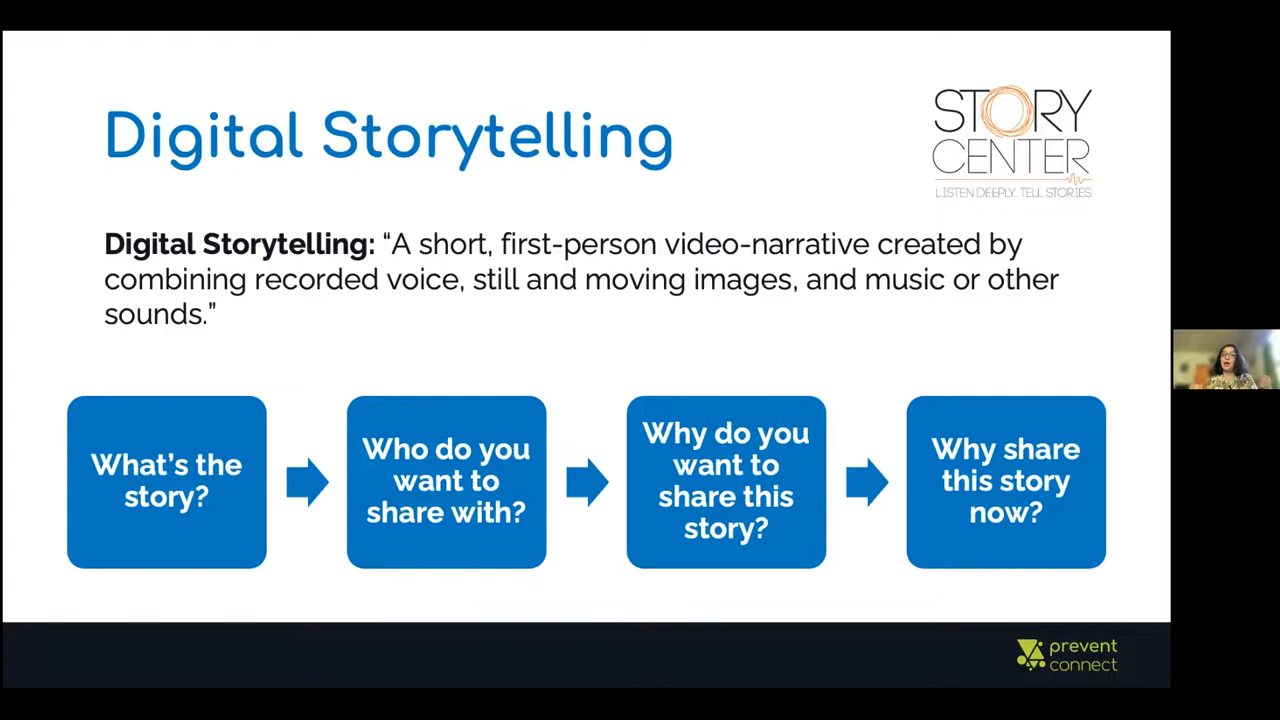 Digital Storytelling
STORY
CENTER
LISTEN DEEPLY. TELL STORIES
Digital Storytelling: “A short, first-person video-narrative created by
combining recorded voice, still and moving images, and music or other
sounds.”
What’s the
story?
Who do you
want to
share with?
Why do you
want to
share this
story?
Why share
this story
now?
prevent
connect